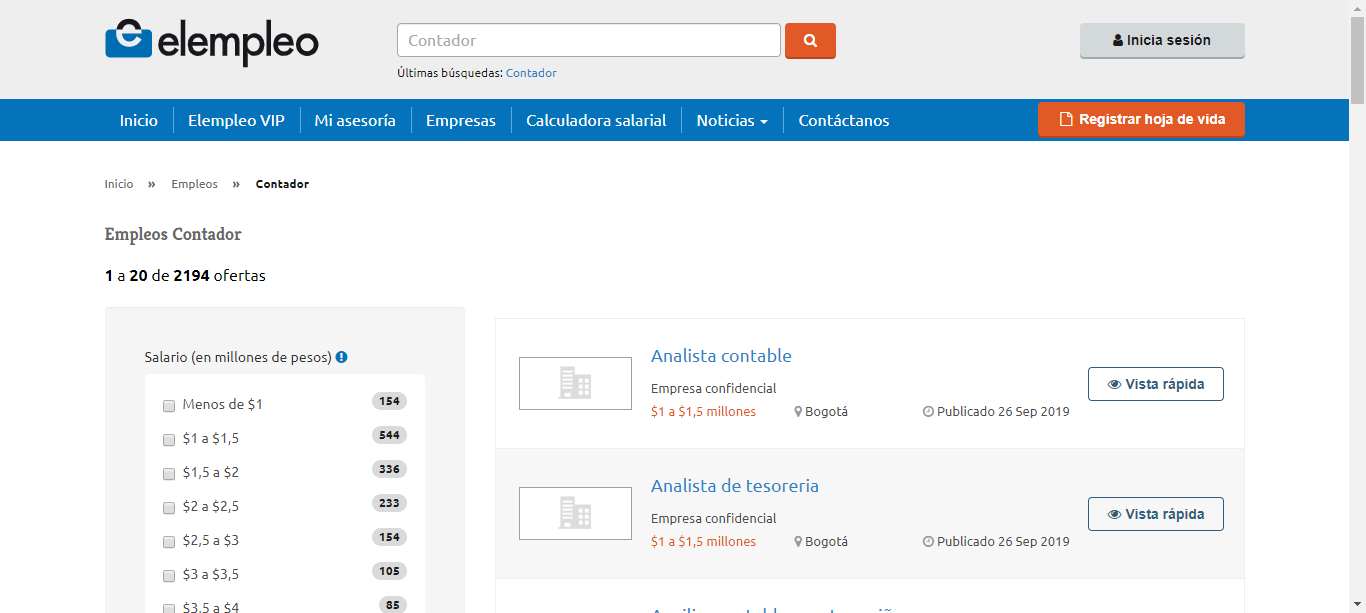 elempleo
Contador
Inicia sesión
Últimas búsquedas: Contador
Inicio Elempleo VIP Mi asesoría Empresas Calculadora salarial Noticias Contáctanos Registrar hoja de vida
Inicio » Empleos » Contador
Empleos Contador
1 a 20 de 2194 ofertas
Salario (en millones de pesos)
Menos de $1 154
$1 a $1,5 544
$1,5 a $2 336
$2 a $2,5 233
$2,5 a $3 154
$3 a $3,5 105
$3,5 a $4 85
Analista contable
Empresa confidencial
$1 a $1,5 millones Bogotá Publicado 26 Sep 2019
Vista rápida
Analista de tesoreria
Empresa confidencial
$1 a $1,5 millones Bogotá Publicado 26 Sep 2019
Vista rápida